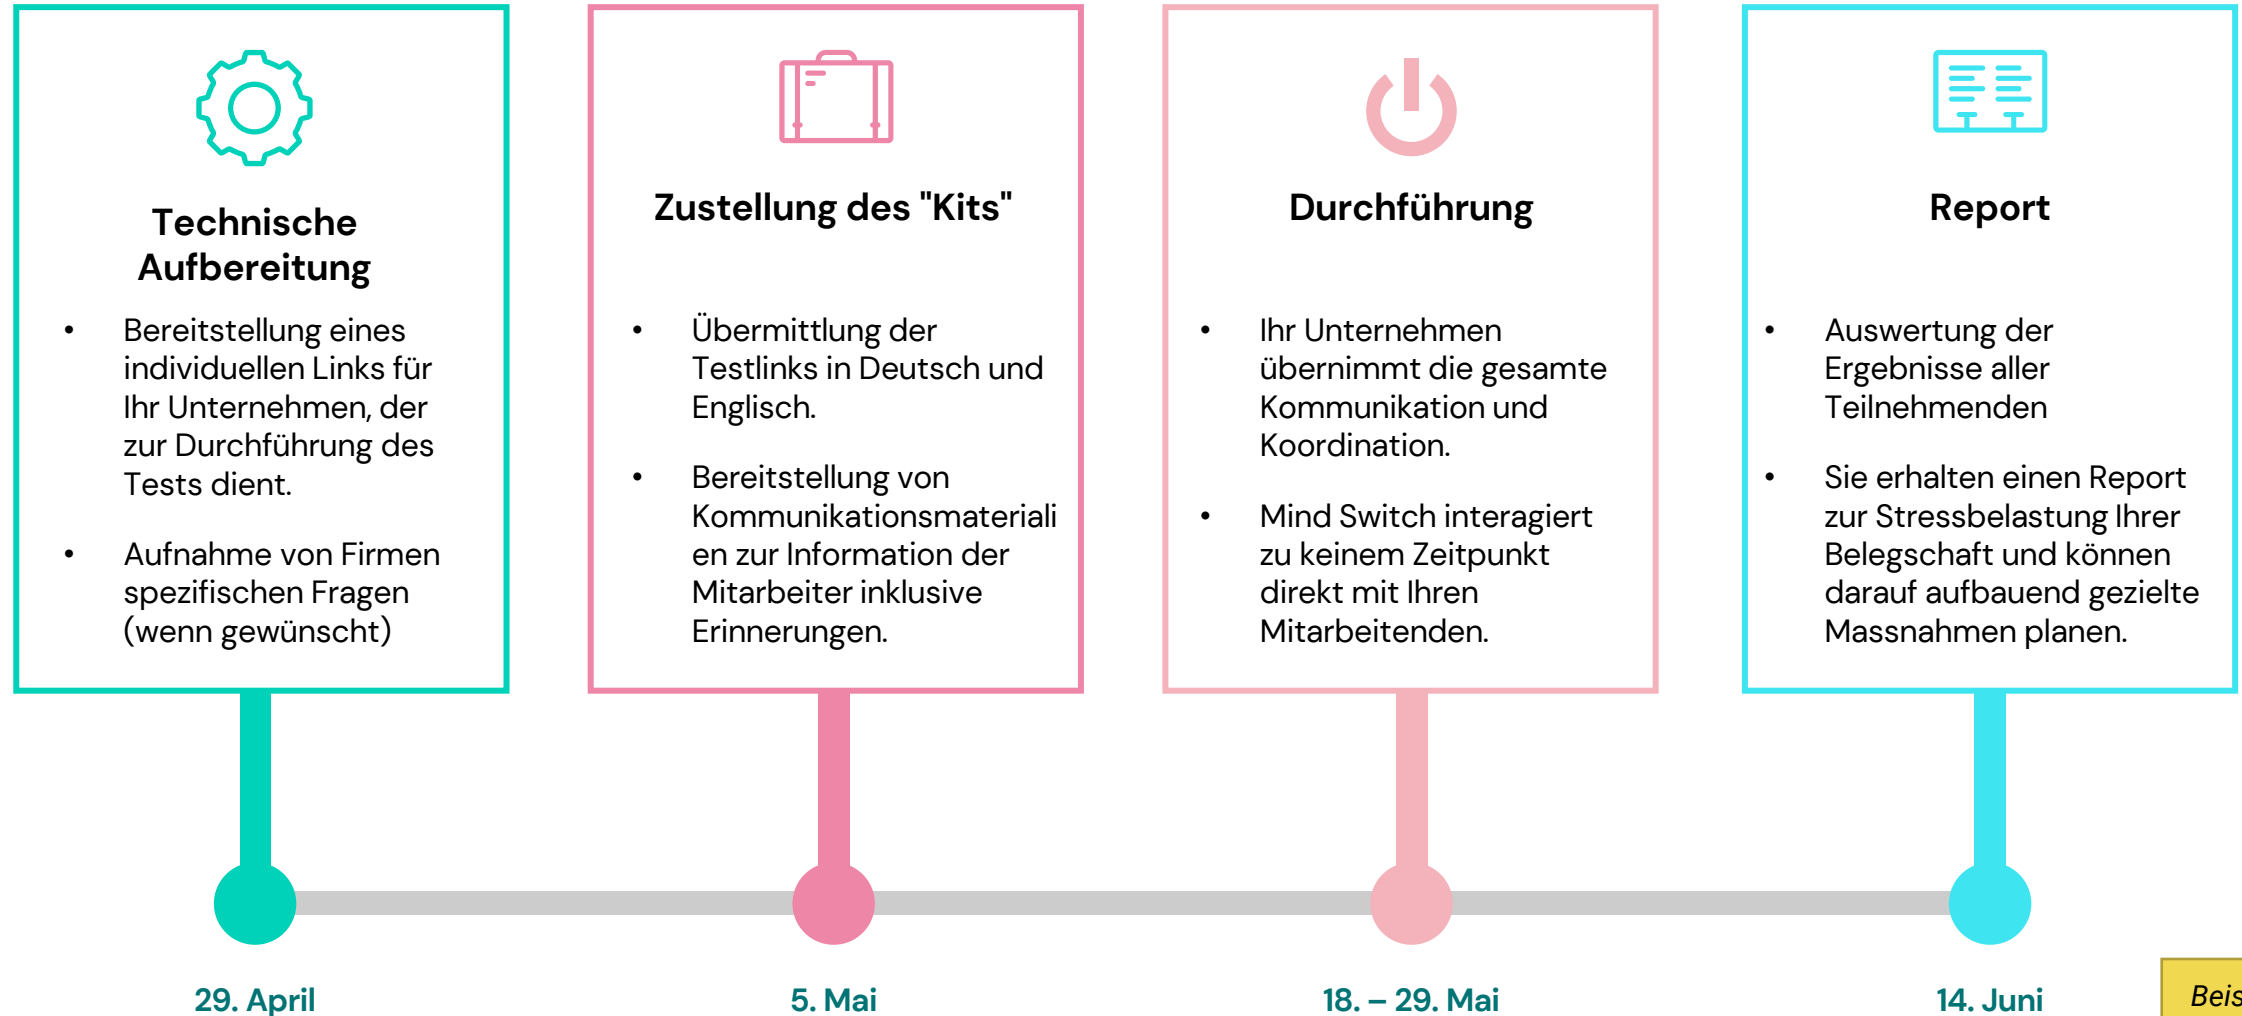 Technische
Aufbereitung
• Bereitstellung eines
individuellen Links für
Ihr Unternehmen, der
zur Durchführung des
Tests dient.
• Aufnahme von Firmen
spezifischen Fragen
(wenn gewünscht)
29. April
Zustellung des "Kits"
• Übermittlung der
Testlinks in Deutsch und
Englisch.
• Bereitstellung von
Kommunikationsmateriali
en zur Information der
Mitarbeiter inklusive
Erinnerungen.
5. Mai
Durchführung
• Ihr Unternehmen
übernimmt die gesamte
Kommunikation und
Koordination.
• Mind Switch interagiert
zu keinem Zeitpunkt
direkt mit Ihren
Mitarbeitenden.
18. – 29. Mai
Report
• Auswertung der
Ergebnisse aller
Teilnehmenden
• Sie erhalten einen Report
zur Stressbelastung Ihrer
Belegschaft und können
darauf aufbauend gezielte
Massnahmen planen.
14. Juni